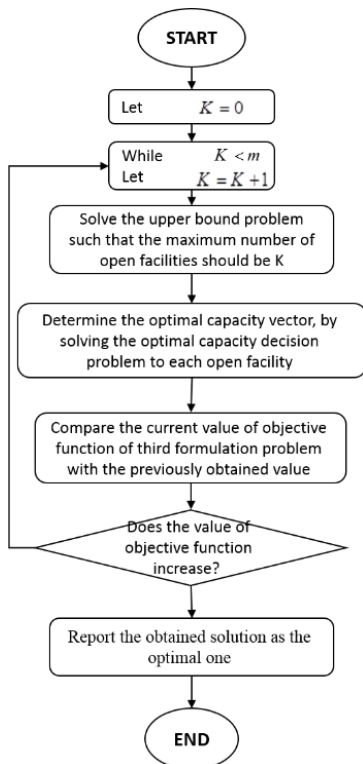 START
Let K = 0
While K < m
Let K = K +1
Solve the upper bound problem
such that the maximum number of
open facilities should be K
Determine the optimal capacity vector, by
solving the optimal capacity decision
problem to each open facility
Compare the current value of objective
function of third formulation problem
with the previously obtained value
Does the value of
objective function
increase?
Report the obtained solution as the
optimal one
END